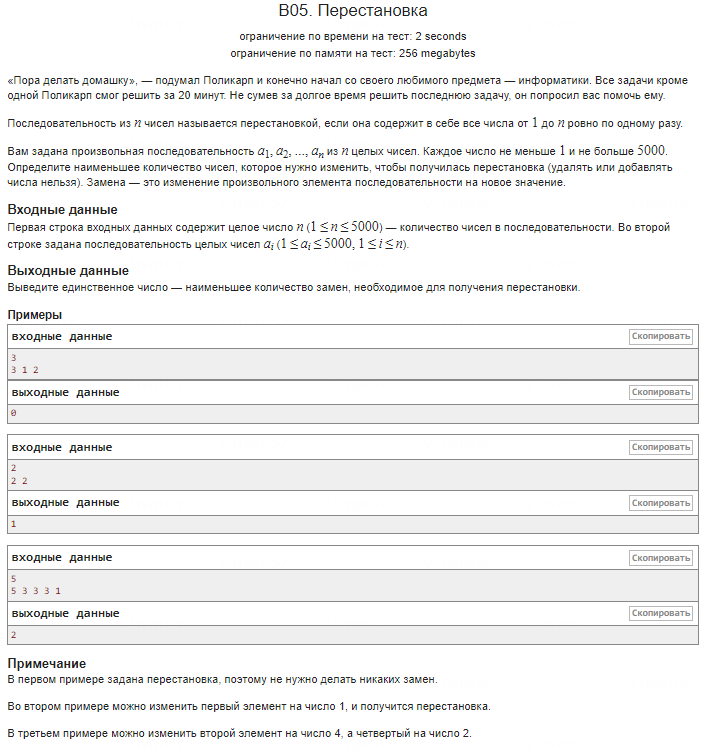 B05. Перестановка
ограничение по времени на тест: 2 seconds
ограничение по памяти на тест: 256 megabytes
«Пора делать домашку», — подумал Поликарп и конечно начал со своего любимого предмета — информатики. Все задачи кроме
одной Поликарп смог решить за 20 минут. Не сумев за долгое время решить последнюю задачу, он попросил вас помочь ему.
Последовательность из n чисел называется перестановкой, если она содержит в себе все числа от 1 до n ровно по одному разу.
Вам задана произвольная последовательность a₁, a₂, ..., aₙ из n целых чисел. Каждое число не меньше 1 и не больше 5000.
Определите наименьшее количество чисел, которое нужно изменить, чтобы получилась перестановка (удалять или добавлять
числа нельзя). Замена — это изменение произвольного элемента последовательности на новое значение.
Входные данные
Первая строка входных данных содержит целое число n (1 ≤ n ≤ 5000) — количество чисел в последовательности. Во второй
строке задана последовательность целых чисел aᵢ (1 ≤ aᵢ ≤ 5000, 1 ≤ i ≤ n).
Выходные данные
Выведите единственное число — наименьшее количество замен, необходимое для получения перестановки.
Примеры
входные данные Скопировать
3
3 1 2
выходные данные Скопировать
0
входные данные Скопировать
2
2 2
выходные данные Скопировать
1
входные данные Скопировать
5
5 3 3 3 1
выходные данные Скопировать
2
Примечание
В первом примере задана перестановка, поэтому не нужно делать никаких замен.
Во втором примере можно изменить первый элемент на число 1, и получится перестановка.
В третьем примере можно изменить второй элемент на число 4, а четвертый на число 2.